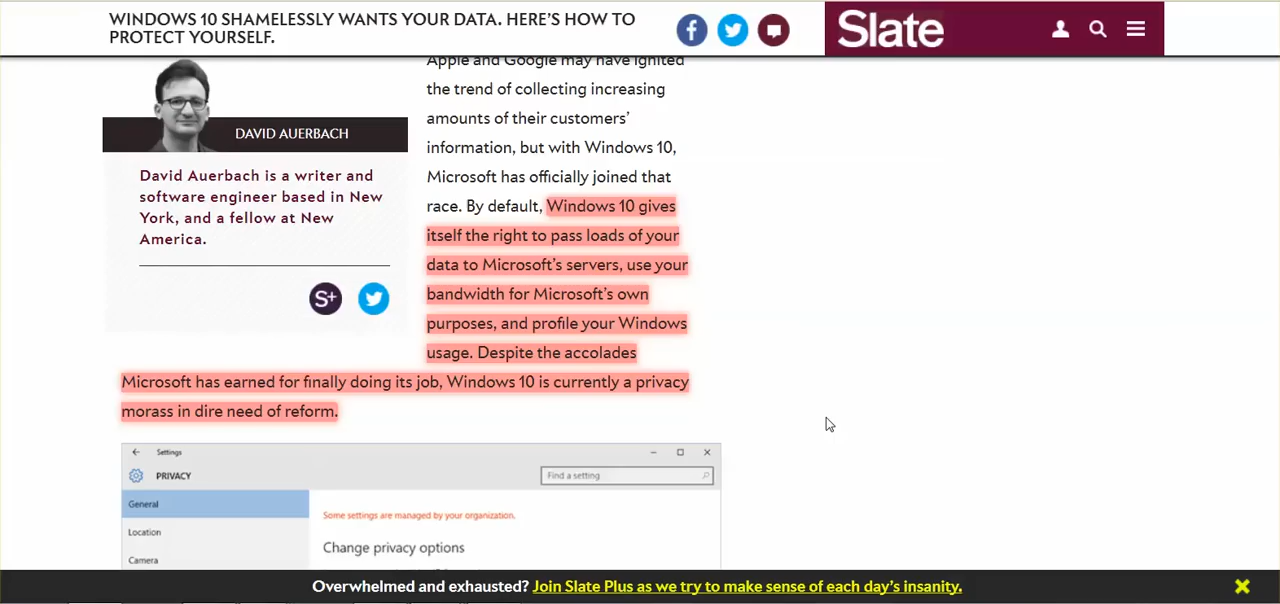 WINDOWS 10 SHAMELESSLY WANTS YOUR DATA. HERE'S HOW TO
PROTECT YOURSELF.
Slate
DAVID AUERBACH
David Auerbach is a writer and
software engineer based in New
York, and a fellow at New
America.
S+
Apple and Google may have ignited
the trend of collecting increasing
amounts of their customers’
information, but with Windows 10,
Microsoft has officially joined that
race. By default, Windows 10 gives
itself the right to pass loads of your
data to Microsoft’s servers, use your
bandwidth for Microsoft’s own
purposes, and profile your Windows
usage. Despite the accolades
Microsoft has earned for finally doing its job, Windows 10 is currently a privacy
morass in dire need of reform.
Settings
PRIVACY
Find a setting
General
Location
Camera
Some settings are managed by your organization.
Change privacy options
Overwhelmed and exhausted? Join Slate Plus as we try to make sense of each day’s insanity.